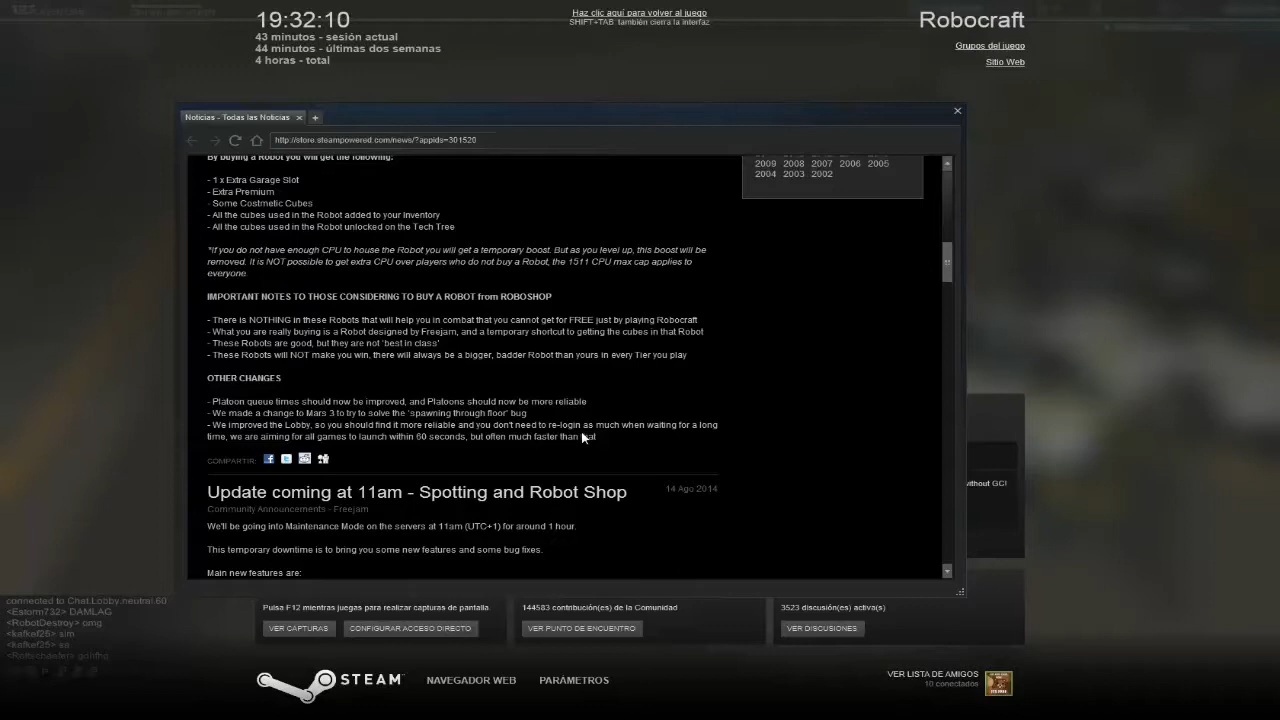 19:32:10
43 minutos - sesión actual
44 minutos - últimas dos semanas
4 horas - total
Haz clic aquí para volver al juego
SHIFT+TAB también cierra la interfaz
Robocraft
Grupos del juego
Sitio Web
Noticias - Todas las Noticias
http://store.steampowered.com/news/?appids=301520
By buying a Robot you will get the following:
- 1 x Extra Garage Slot
- Extra Premium
- Some Costmetic Cubes
- All the cubes used in the Robot added to your Inventory
- All the cubes used in the Robot unlocked on the Tech Tree
*If you do not have enough CPU to house the Robot you will get a temporary boost. But as you level up, this boost will be
removed. It is NOT possible to get extra CPU over players who do not buy a Robot, the 1511 CPU max cap applies to
everyone.
IMPORTANT NOTES TO THOSE CONSIDERING TO BUY A ROBOT from ROBOSHOP
- There is NOTHING in these Robots that will help you in combat that you cannot get for FREE just by playing Robocraft
- What you are really buying is a Robot designed by Freejam, and a temporary shortcut to getting the cubes in that Robot
- These Robots are good, but they are not 'best in class'
- These Robots will NOT make you win, there will always be a bigger, badder Robot than yours in every Tier you play
OTHER CHANGES
- Platoon queue times should now be improved, and Platoons should now be more reliable
- We made a change to Mars 3 to try to solve the 'spawning through floor' bug
- We improved the Lobby, so you should find it more reliable and you don't need to re-login as much when waiting for a long
time, we are aiming for all games to launch within 60 seconds, but often much faster than that
COMPARTIR:
Update coming at 11am - Spotting and Robot Shop
14 Ago 2014
Community Announcements - Freejam
We'll be going into Maintenance Mode on the servers at 11am (UTC+1) for around 1 hour.
This temporary downtime is to bring you some new features and some bug fixes.
Main new features are:
2009 2008 2007 2006 2005
2004 2003 2002
without GC!
connected to Chat.Lobby.neutral.60
<Estorm732> DAMLAG
<RobotDestroy> omg
<kafkef25> sim
Pulsa F12 mientras juegas para realizar capturas de pantalla
VER CAPTURAS
CONFIGURAR ACCESO DIRECTO
144583 contribución(es) de la Comunidad
VER PUNTO DE ENCUENTRO
3523 discusión(es) activa(s)
VER DISCUSIONES
STEAM
NAVEGADOR WEB
PARÁMETROS
VER LISTA DE AMIGOS
10 conectados